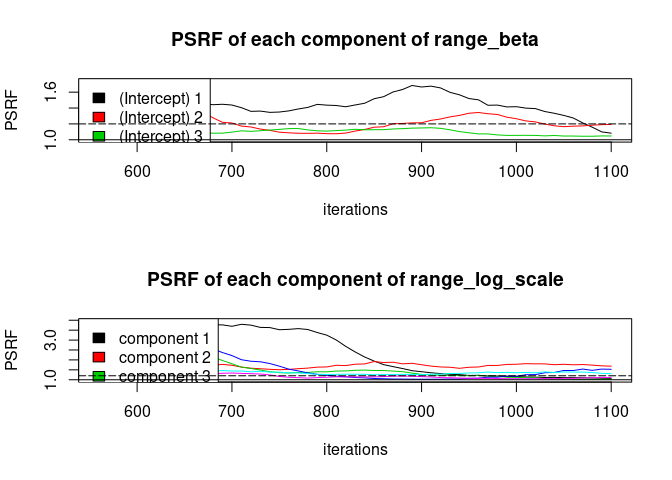 PSRF of each component of range_beta
PSRF
1.0 1.6
(Intercept) 1
(Intercept) 2
(Intercept) 3
600 700 800 900 1000 1100
iterations
PSRF of each component of range_log_scale
PSRF
1.0 3.0
component 1
component 2
component 3
600 700 800 900 1000 1100
iterations